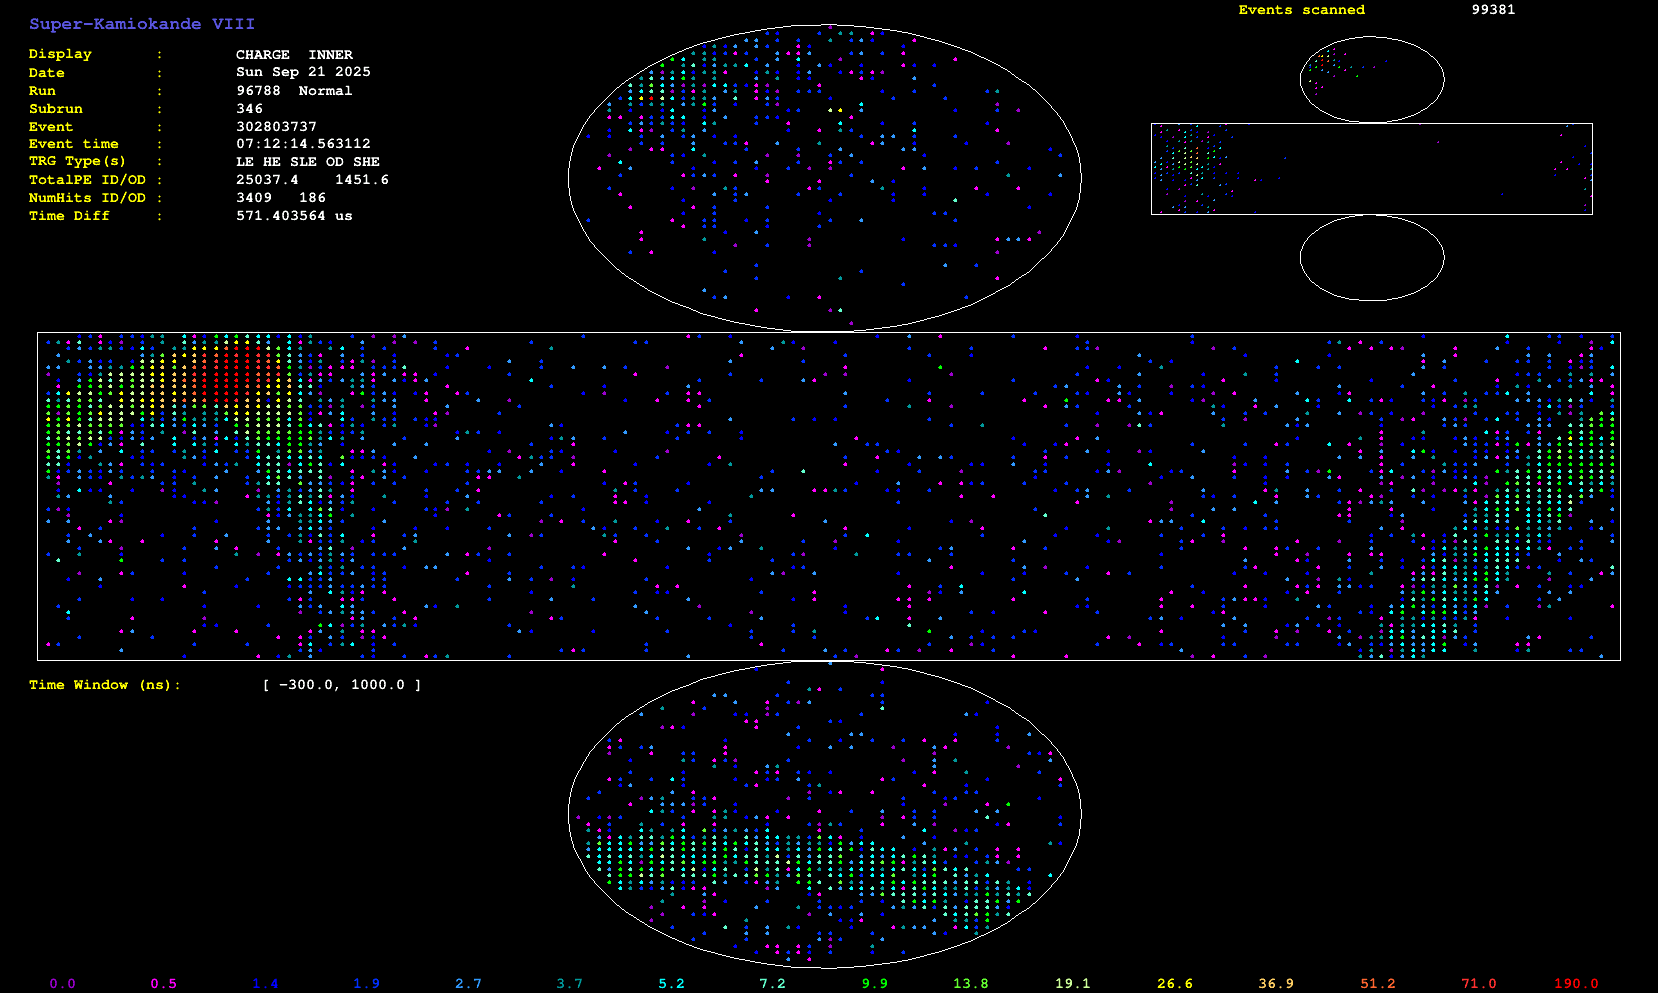 Super-Kamiokande VIII
Events scanned 99381
Display : CHARGE INNER
Date : Sun Sep 21 2025
Run : 96788 Normal
Subrun : 346
Event : 302803737
Event time : 07:12:14.563112
TRG Type(s) : LE HE SLE OD SHE
TotalPE ID/OD : 25037.4 1451.6
NumHits ID/OD : 3409 186
Time Diff : 571.403564 us
Time Window (ns): [ -300.0, 1000.0 ]
0.0 0.5 1.4 1.9 2.7 3.7 5.2 7.2 9.9 13.8 19.1 26.6 36.9 51.2 71.0 190.0